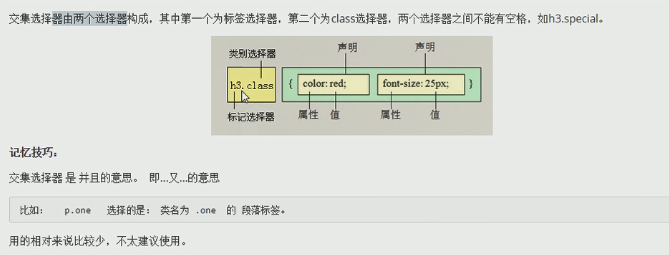 交集选择器由两个选择器构成，其中第一个为标签选择器，第二个为class选择器，两个选择器之间不能有空格，如h3.special。
声明 声明
类别选择器
h3.class { color: red; font-size: 25px; }
标记选择器 属性 值 属性 值
记忆技巧：
交集选择器 是 并且的意思。 即...又...的意思
比如： p.one 选择的是： 类名为 .one 的 段落标签。
用的相对来说比较少，不太建议使用。